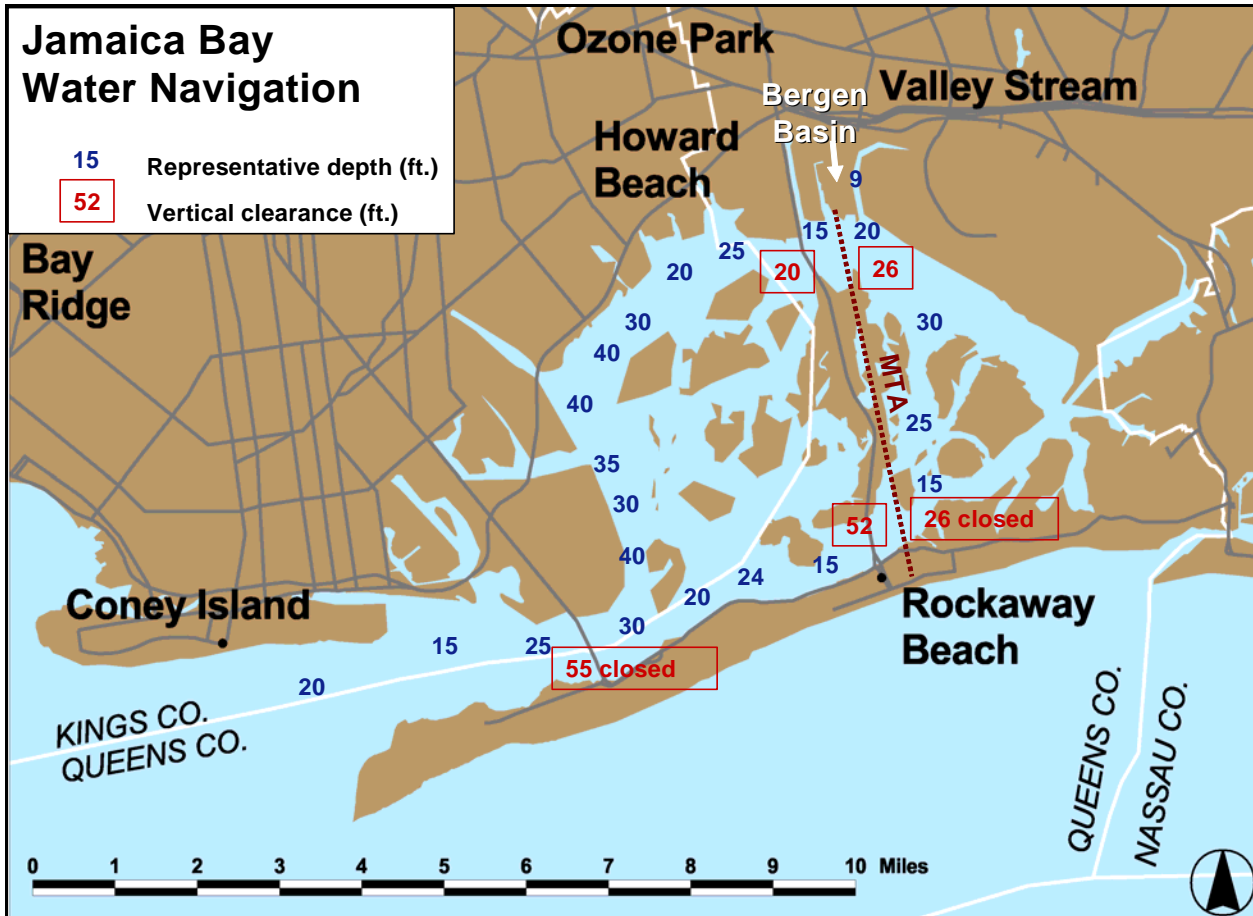 Jamaica Bay
Water Navigation
15 Representative depth (ft.)
52 Vertical clearance (ft.)
Ozone Park
Valley Stream
Bergen
Basin
Howard
Beach
9
15 20
25
20 26
20
Bay
Ridge
30 30
40
MTA
40
25
35
15
30
52 26 closed
40
15
24
20
Coney Island
Rockaway
Beach
30
15 25
55 closed
20
KINGS CO.
QUEENS CO.
QUEENS CO.
NASSAU CO.
0 1 2 3 4 5 6 7 8 9 10 Miles